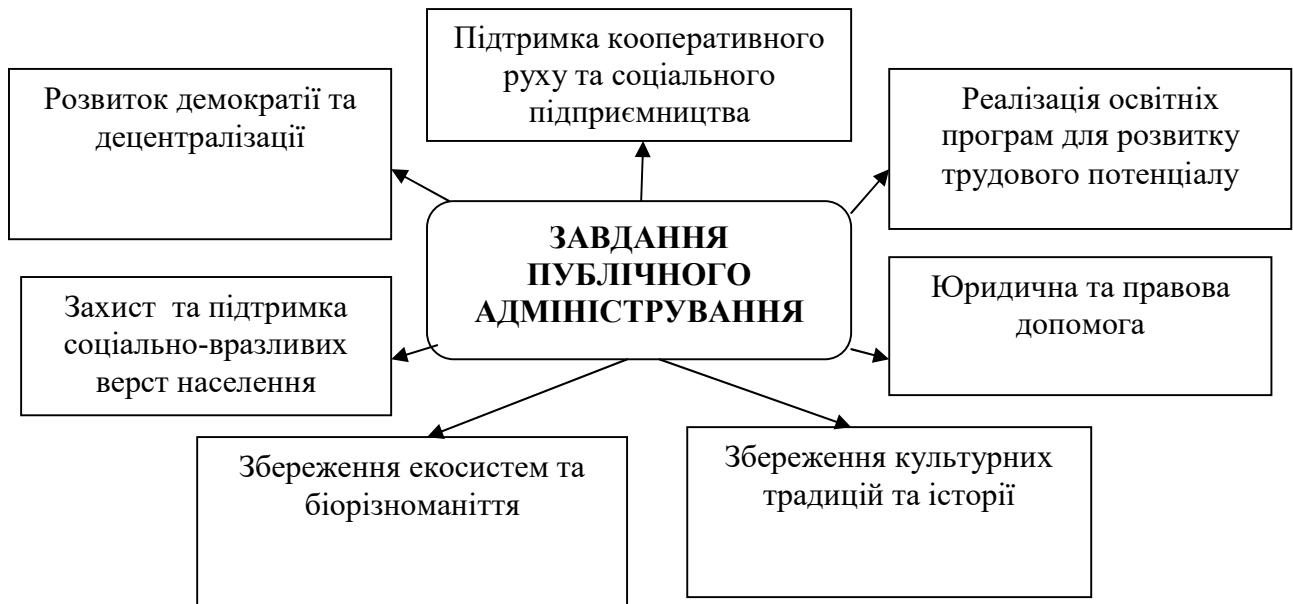 Підтримка кооперативного
руху та соціального
підприємництва
Розвиток демократії та
децентралізації
Реалізація освітніх
програм для розвитку
трудового потенціалу
ЗАВДАННЯ
ПУБЛІЧНОГО
АДМІНІСТРУВАННЯ
Захист та підтримка
соціально-вразливих
верст населення
Юридична та правова
допомога
Збереження екосистем та
біорізноманіття
Збереження культурних
традицій та історії